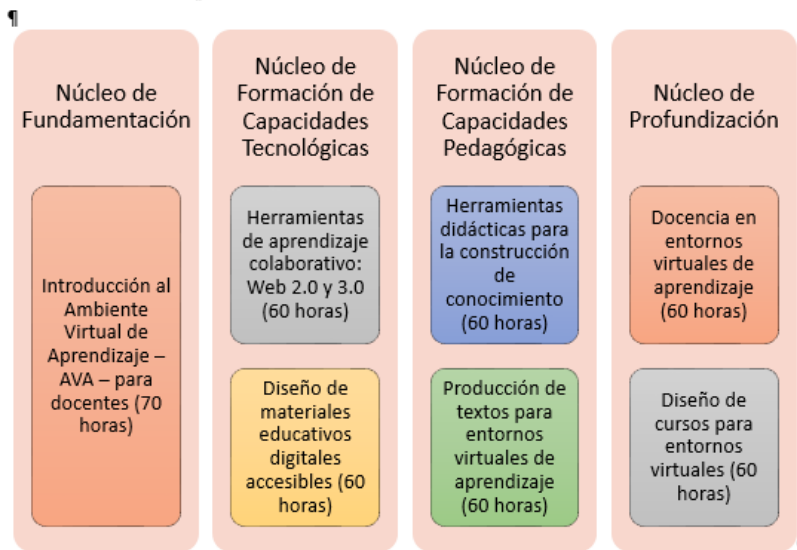 ¶
Núcleo de
Fundamentación
Introducción al
Ambiente
Virtual de
Aprendizaje –
AVA – para
docentes (70
horas)
Núcleo de
Formación de
Capacidades
Tecnológicas
Herramientas
de aprendizaje
colaborativo:
Web 2.0 y 3.0
(60 horas)
Diseño de
materiales
educativos
digitales
accesibles (60
horas)
Núcleo de
Formación de
Capacidades
Pedagógicas
Herramientas
didácticas para
la construcción
de
conocimiento
(60 horas)
Producción de
textos para
entornos
virtuales de
aprendizaje
(60 horas)
Núcleo de
Profundización
Docencia en
entornos
virtuales de
aprendizaje
(60 horas)
Diseño de
cursos para
entornos
virtuales (60
horas)